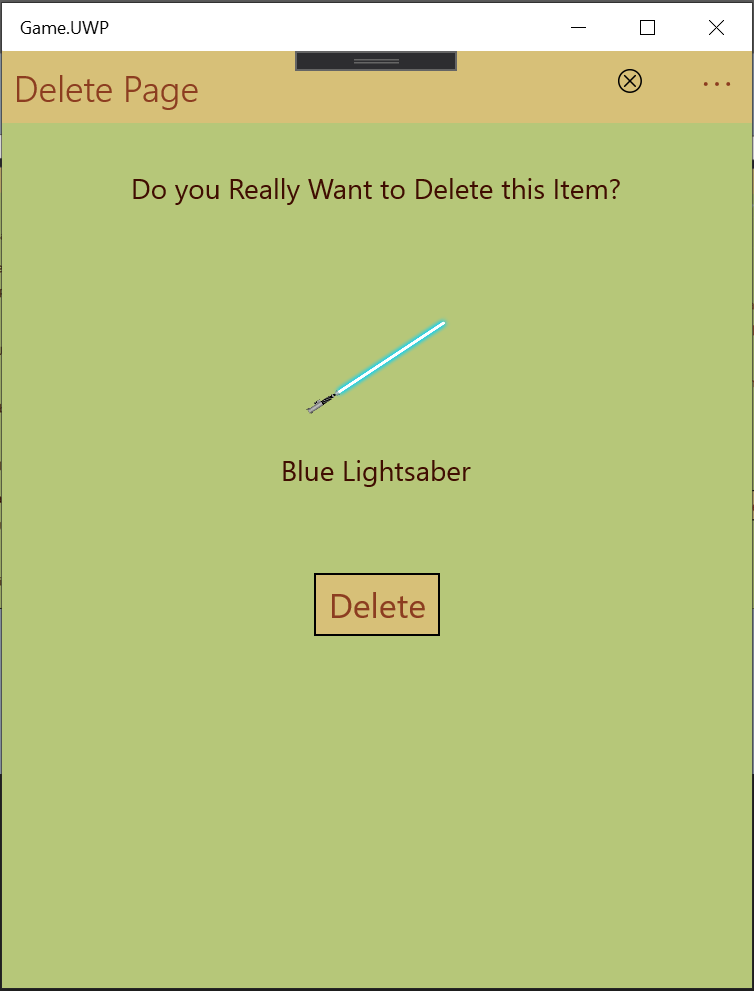 Game.UWP
Delete Page
Do you Really Want to Delete this Item?
Blue Lightsaber
Delete